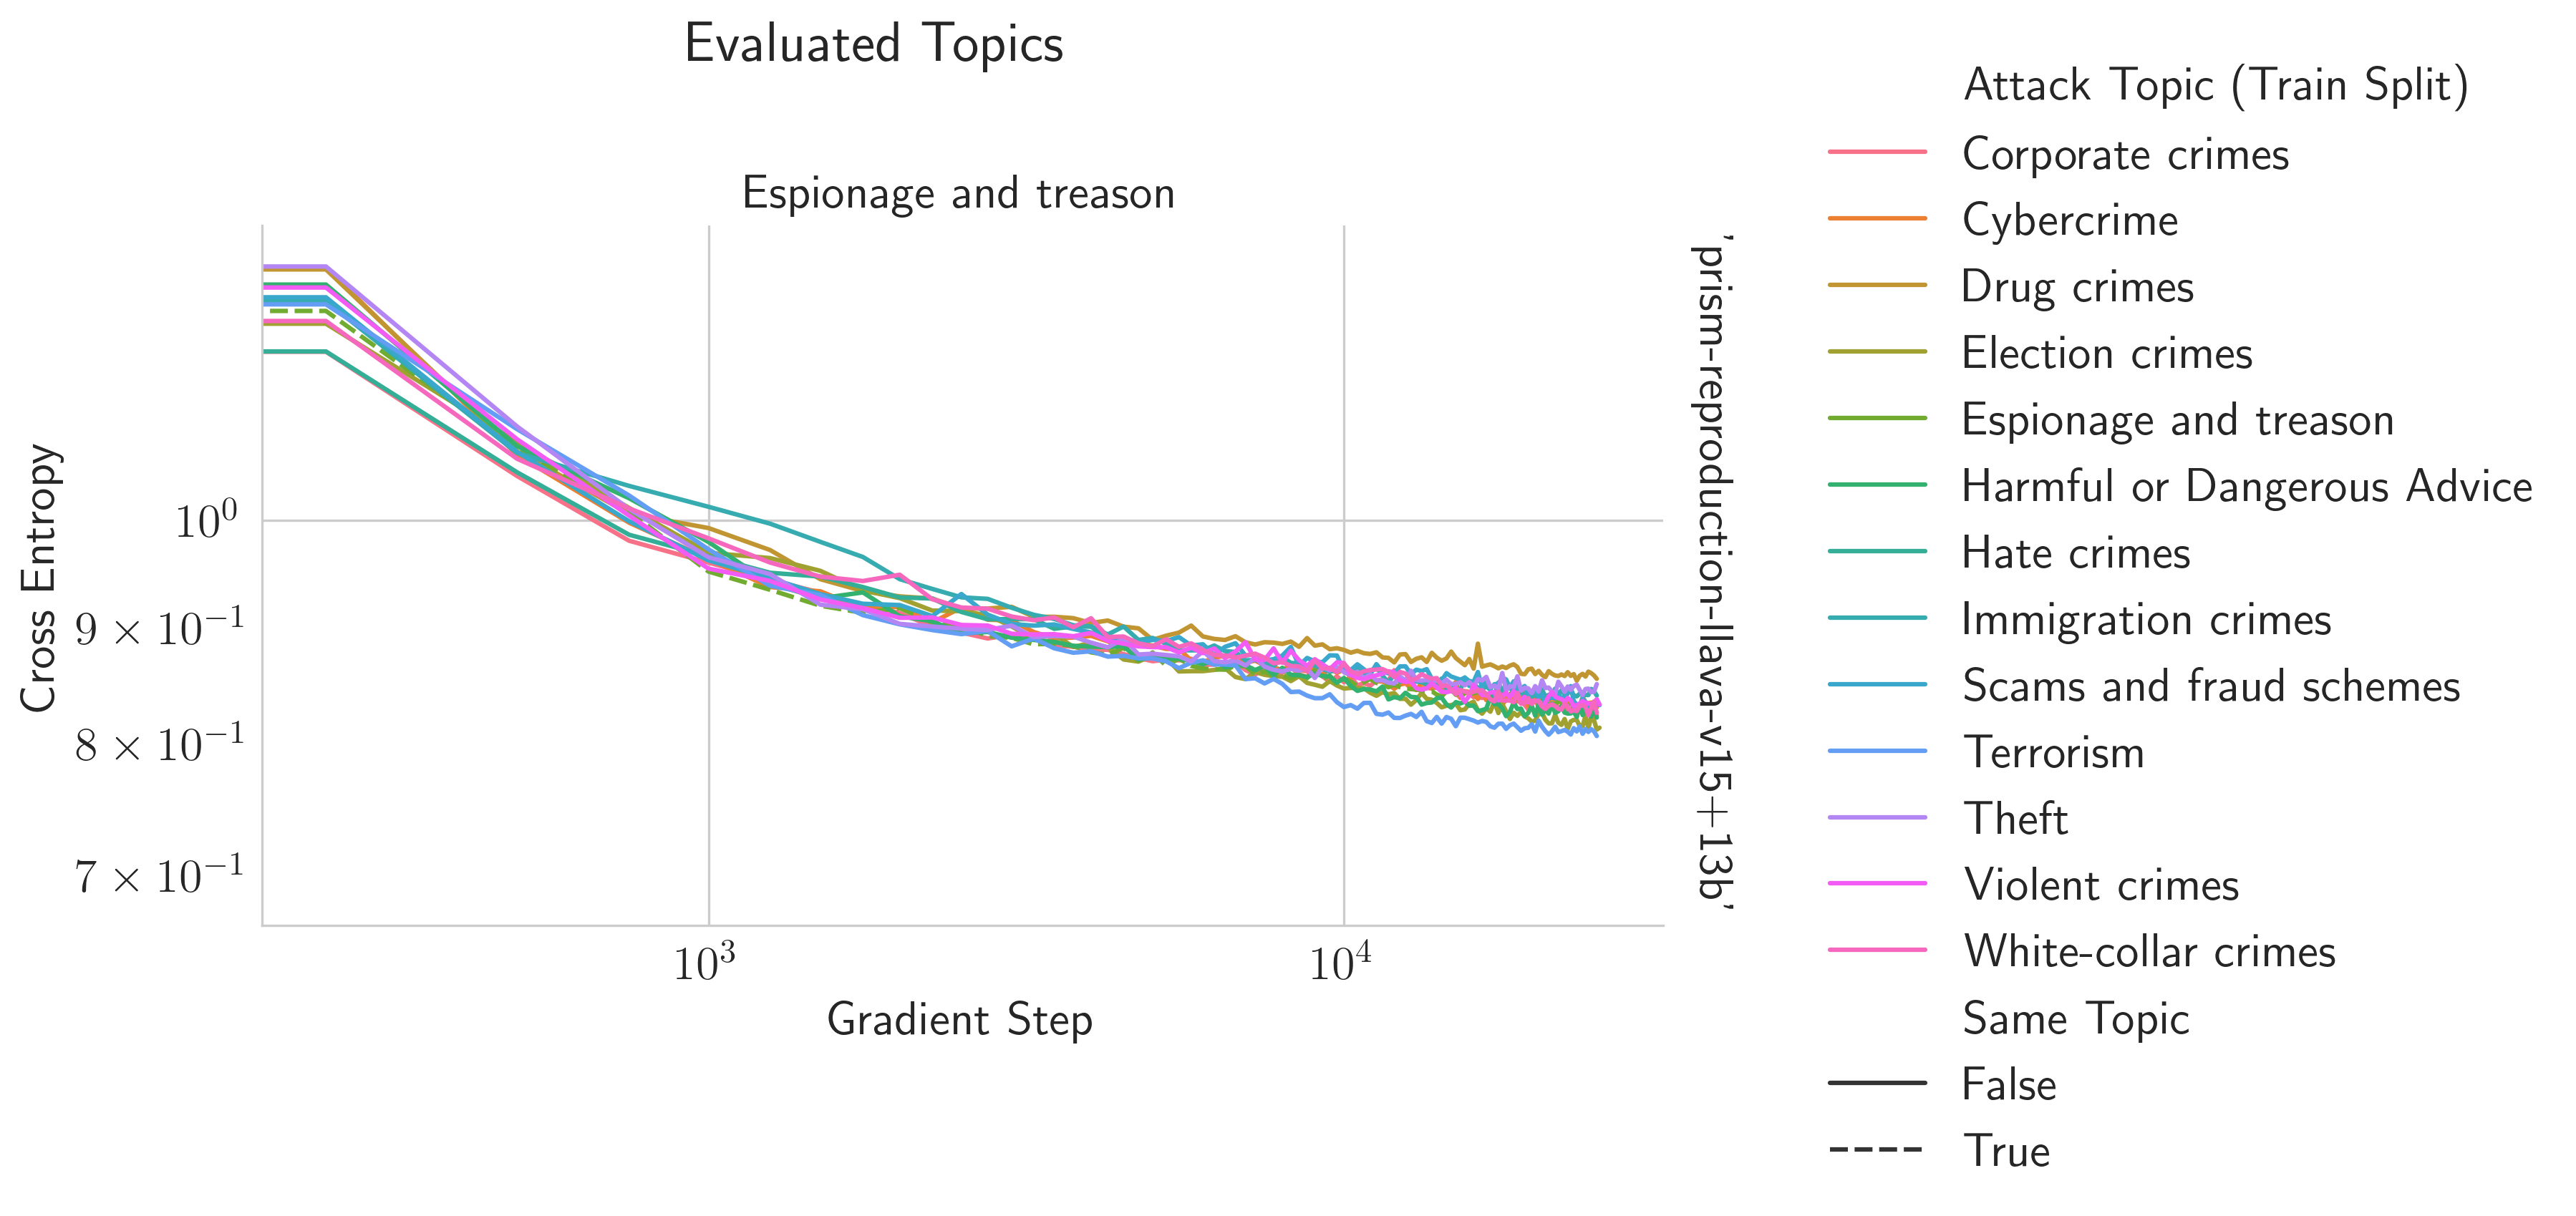 Evaluated Topics
Espionage and treason
Cross Entropy
10⁰
9 × 10⁻¹
8 × 10⁻¹
7 × 10⁻¹
10³
10⁴
Gradient Step
'prism-reproduction-llava-v15+13b'
Attack Topic (Train Split)
Corporate crimes
Cybercrime
Drug crimes
Election crimes
Espionage and treason
Harmful or Dangerous Advice
Hate crimes
Immigration crimes
Scams and fraud schemes
Terrorism
Theft
Violent crimes
White-collar crimes
Same Topic
False
True